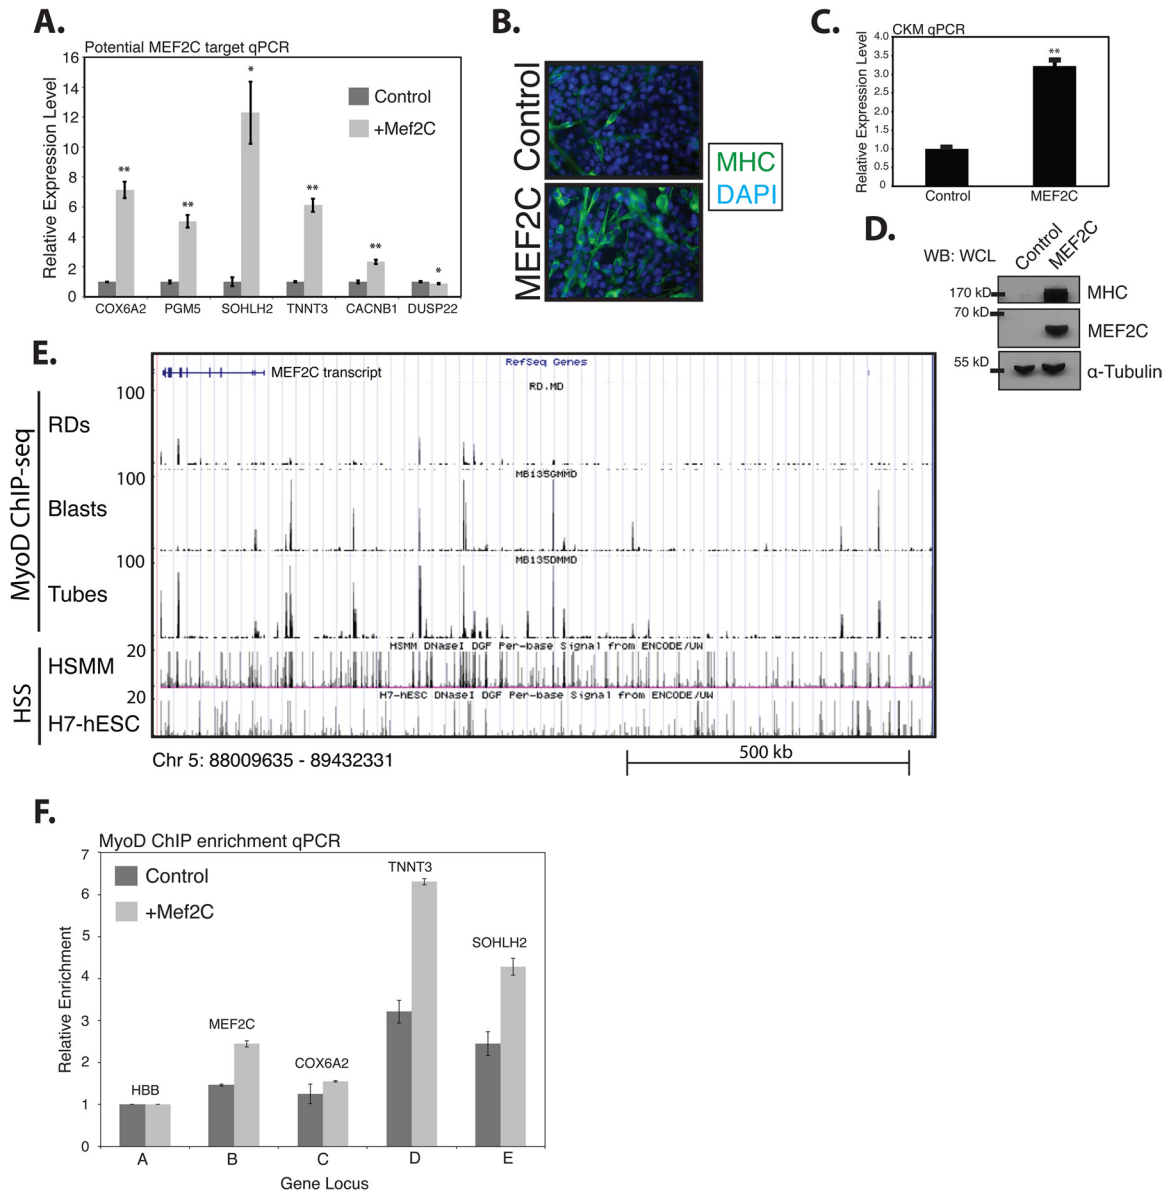 A.
Potential MEF2C target qPCR
Relative Expression Level
16
14
12
10
8
6
4
2
0
Control
+Mef2C
**
**
*
**
**
*
COX6A2 PGM5 SOHLH2 TNNT3 CACNB1 DUSP22
B.
Control
MEF2C
MHC
DAPI
C.
CKM qPCR
Relative Expression Level
4.0
3.5
3.0
2.5
2.0
1.5
1.0
0.5
0
**
Control MEF2C
D.
WB: WCL
Control
MEF2C
170 kD
MHC
70 kD
MEF2C
55 kD
α-Tubulin
E.
RefSeq Genes
MEF2C transcript
RD.MD
MyoD ChIP-seq
100
RDs
MB135GMMD
100
Blasts
MB135DMMD
100
Tubes
HSMM DNaseI DGF Per-base Signal from ENCODE/UW
HSS
20
HSMM
H7-hESC DNaseI DGF Per-base Signal from ENCODE/UW
20
H7-hESC
Chr 5: 88009635 - 89432331
500 kb
F.
MyoD ChIP enrichment qPCR
Relative Enrichment
7
6
5
4
3
2
1
0
Control
+Mef2C
HBB
MEF2C
COX6A2
TNNT3
SOHLH2
A B C D E
Gene Locus